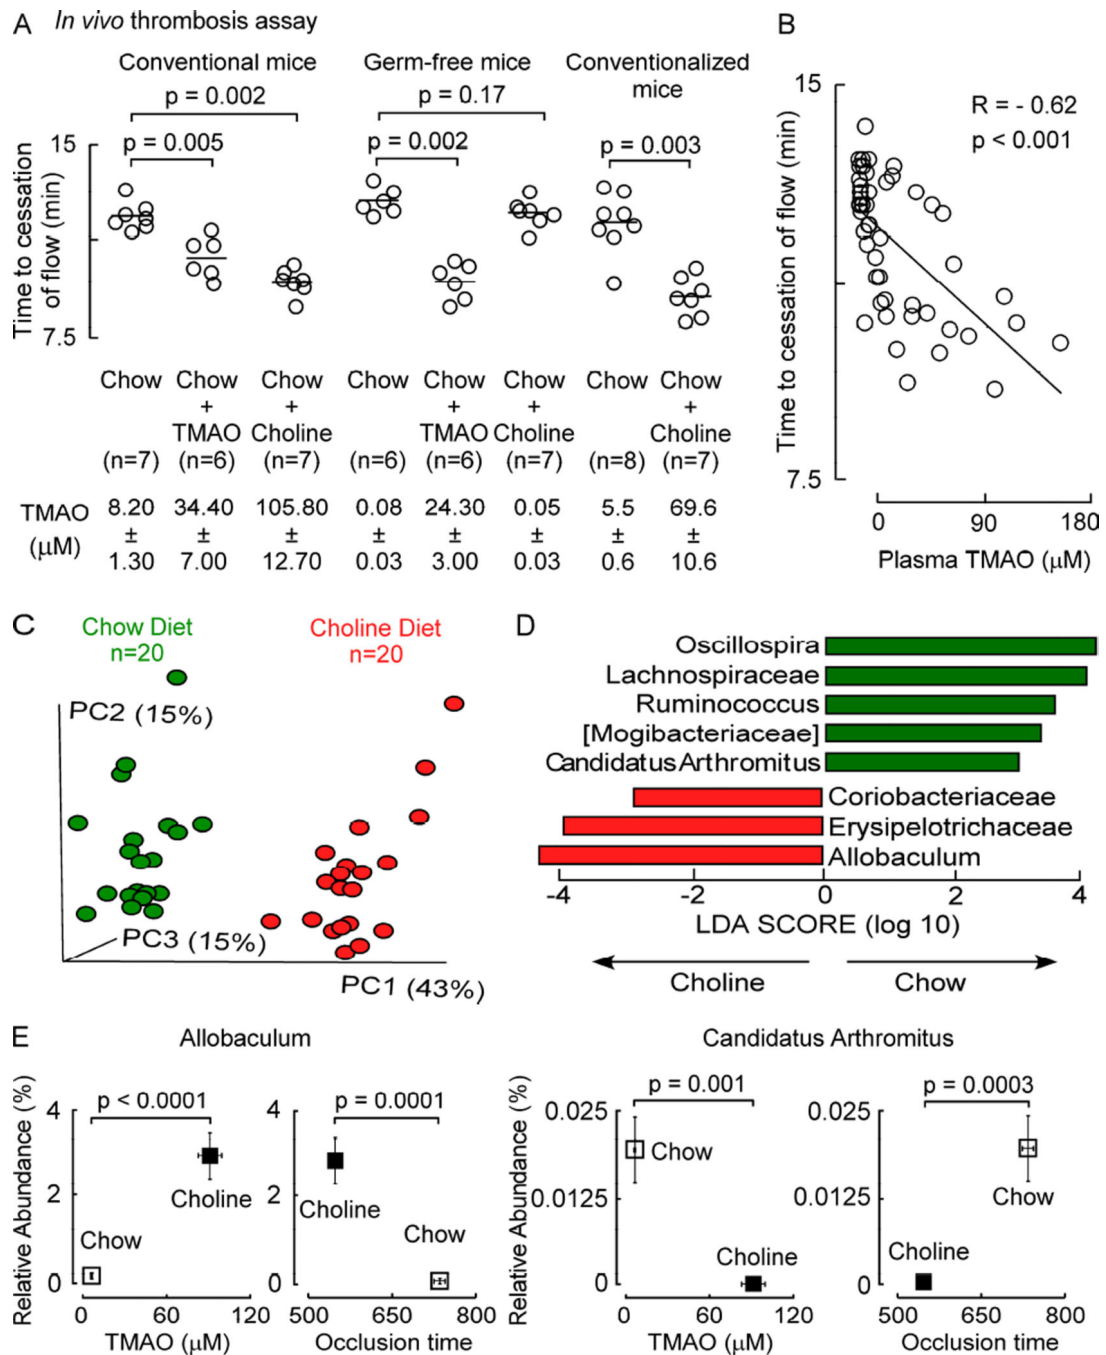 A In vivo thrombosis assay
Conventional mice
Germ-free mice
Conventionalized
mice
p = 0.002
p = 0.17
p = 0.005
p = 0.002
p = 0.003
Time to cessation
of flow (min)
15
7.5
Chow
Chow
+
TMAO
Chow
+
Choline
Chow
Chow
+
TMAO
Chow
+
Choline
Chow
Chow
+
Choline
(n=7) (n=6) (n=7) (n=6) (n=6) (n=7) (n=8) (n=7)
TMAO
(μM)
8.20 34.40 105.80 0.08 24.30 0.05 5.5 69.6
± ± ± ± ± ± ± ±
1.30 7.00 12.70 0.03 3.00 0.03 0.6 10.6
B
R = - 0.62
p < 0.001
Time to cessation of flow (min)
15
7.5
0 90 180
Plasma TMAO (μM)
C
Chow Diet
n=20
Choline Diet
n=20
PC2 (15%)
PC3 (15%)
PC1 (43%)
D
Oscillospira
Lachnospiraceae
Ruminococcus
[Mogibacteriaceae]
Candidatus Arthromitus
Coriobacteriaceae
Erysipelotrichaceae
Allobaculum
-4 -2 0 2 4
LDA SCORE (log 10)
Choline
Chow
E
Allobaculum
Relative Abundance (%)
p < 0.0001
4
2
0
Choline
Chow
0 60 120
TMAO (μM)
p = 0.0001
4
2
0
Choline
Chow
500 650 800
Occlusion time
Candidatus Arthromitus
Relative Abundance (%)
p = 0.001
0.025
0.0125
0
Chow
Choline
0 60 120
TMAO (μM)
p = 0.0003
0.025
0.0125
0
Chow
Choline
500 650 800
Occlusion time